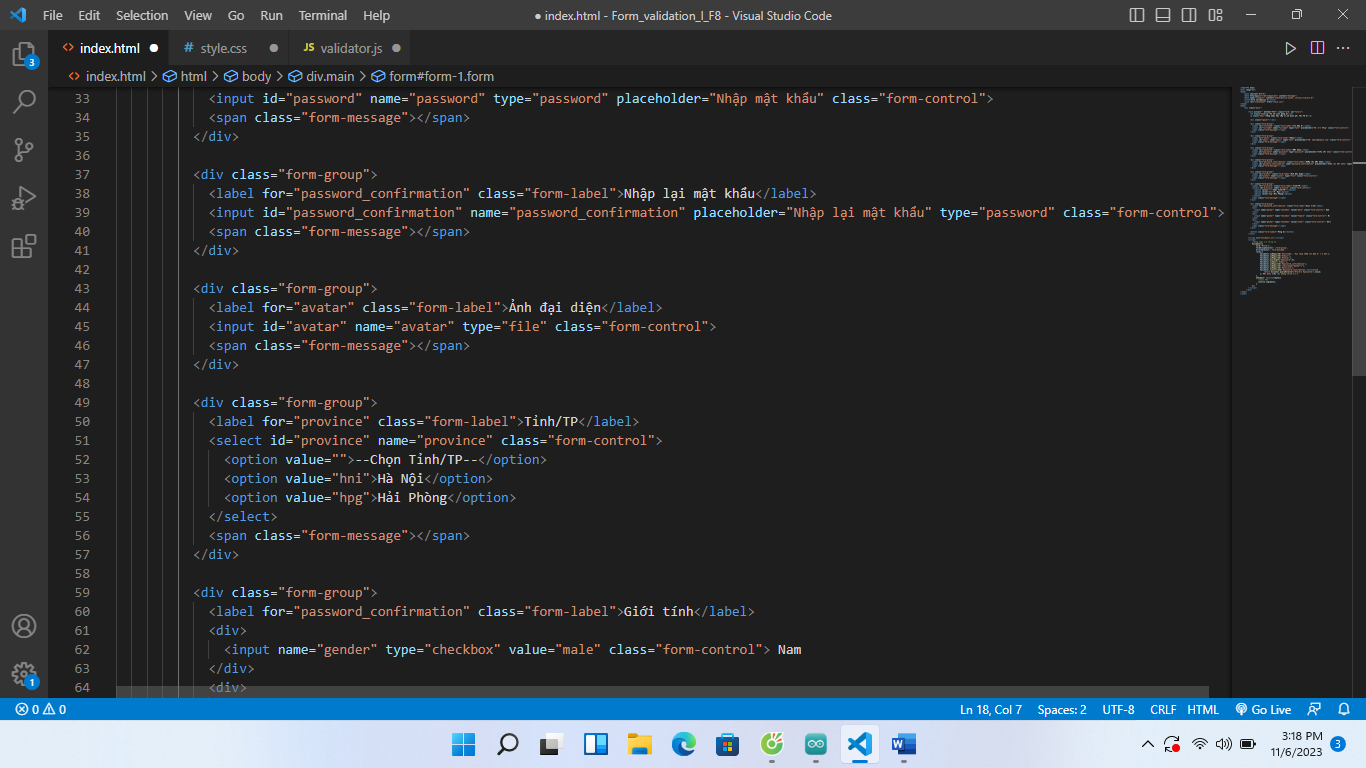 File Edit Selection View Go Run Terminal Help ● index.html - Form_validation_l_F8 - Visual Studio Code
index.html ● style.css ● JS validator.js ●
index.html > html > body > div.main > form#form-1.form
33 <input id="password" name="password" type="password" placeholder="Nhập mật khẩu" class="form-control">
34 <span class="form-message"></span>
35 </div>
36
37 <div class="form-group">
38 <label for="password_confirmation" class="form-label">Nhập lại mật khẩu</label>
39 <input id="password_confirmation" name="password_confirmation" placeholder="Nhập lại mật khẩu" type="password" class="form-control">
40 <span class="form-message"></span>
41 </div>
42
43 <div class="form-group">
44 <label for="avatar" class="form-label">Ảnh đại diện</label>
45 <input id="avatar" name="avatar" type="file" class="form-control">
46 <span class="form-message"></span>
47 </div>
48
49 <div class="form-group">
50 <label for="province" class="form-label">Tỉnh/TP</label>
51 <select id="province" name="province" class="form-control">
52 <option value="">--Chọn Tỉnh/TP--</option>
53 <option value="hni">Hà Nội</option>
54 <option value="hpg">Hải Phòng</option>
55 </select>
56 <span class="form-message"></span>
57 </div>
58
59 <div class="form-group">
60 <label for="password_confirmation" class="form-label">Giới tính</label>
61 <div>
62 <input name="gender" type="checkbox" value="male" class="form-control"> Nam
63 </div>
64 <div>
3
1
0 0 Ln 18, Col 7 Spaces: 2 UTF-8 CRLF HTML Go Live
3:18 PM
11/6/2023 3